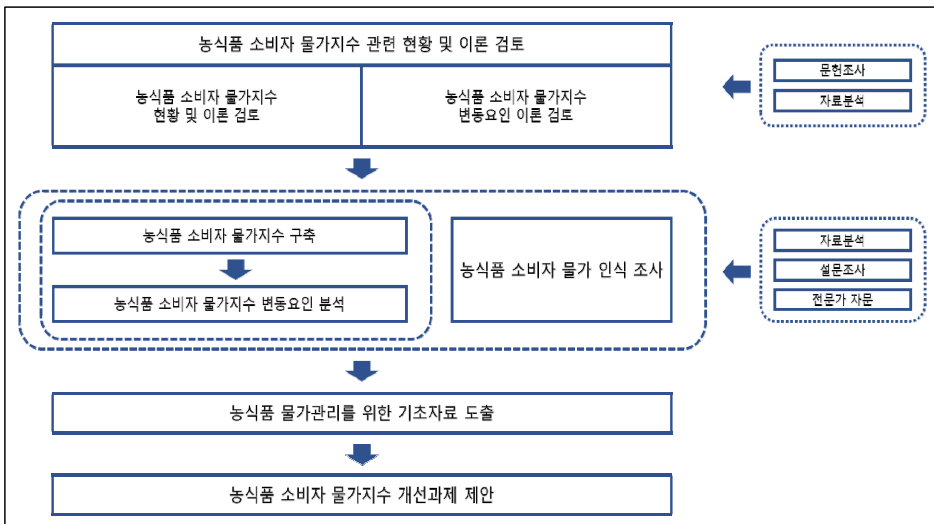 농식품 소비자 물가지수 관련 현황 및 이론 검토
농식품 소비자 물가지수
현황 및 이론 검토
농식품 소비자 물가지수
변동요인 이론 검토
문헌조사
자료분석
농식품 소비자 물가지수 구축
농식품 소비자 물가지수 변동요인 분석
농식품 소비자 물가 인식 조사
자료분석
설문조사
전문가 자문
농식품 물가관리를 위한 기초자료 도출
농식품 소비자 물가지수 개선과제 제안